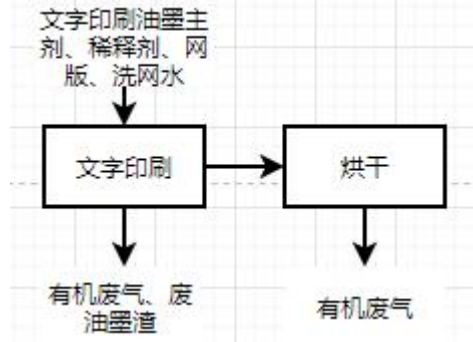 文字印刷油墨主
剂、稀释剂、网
版、洗网水
文字印刷
烘干
有机废气、废
油墨渣
有机废气